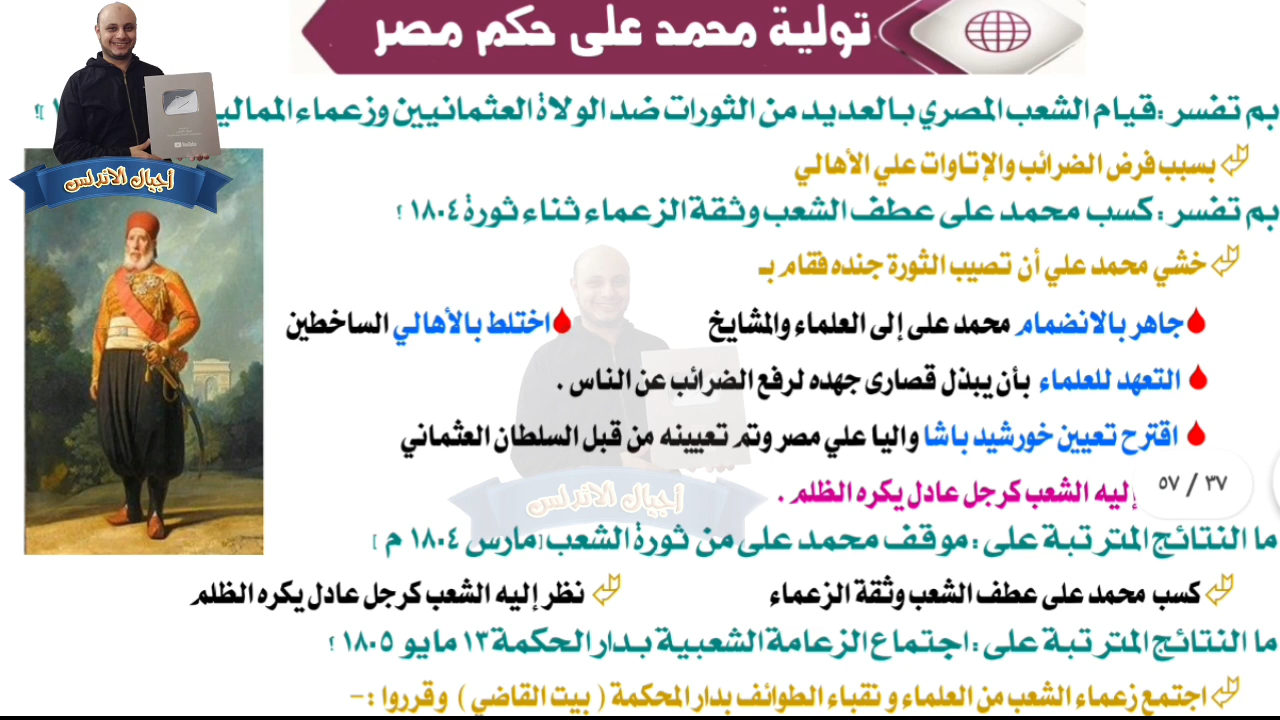 تولية محمد على حكم مصر
بم تفسر : قيام الشعب المصري بالعديد من الثورات ضد الولاة العثمانيين وزعماء
YouTube
أجيال الاندلس
بسبب فرض الضرائب والإتاوات علي الأهالي
بم تفسر : كسب محمد على عطف الشعب وثقة الزعماء ثناء ثورة ١٨٠٤ ؟
خشي محمد علي أن تصيب الثورة جنده فقام بـ
جاهر بالانضمام محمد على إلى العلماء والمشايخ
اختلط بالأهالي الساخطين
التعهد للعلماء بأن يبذل قصارى جهده لرفع الضرائب عن الناس .
اقترح تعيين خورشيد باشا واليا علي مصر وتم تعيينه من قبل السلطان العثماني
إليه الشعب كرجل عادل يكره الظلم .
٣٧ / ٥٧
أجيال الاندلس
ما النتائج المترتبة على : موقف محمد على من ثورة الشعب [مارس ١٨٠٤ م ]
كسب محمد على عطف الشعب وثقة الزعماء
نظر إليه الشعب كرجل عادل يكره الظلم
ما النتائج المترتبة على : اجتماع الزعامة الشعبية بدار الحكمة ١٣ مايو ١٨٠٥ ؟
اجتمع زعماء الشعب من العلماء و نقباء الطوائف بدار المحكمة ( بيت القاضي ) وقرروا :-